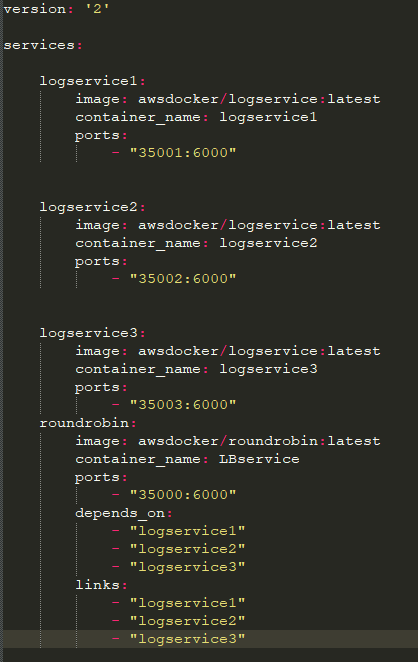 version: '2'
services:
logservice1:
image: awsdocker/logservice:latest
container_name: logservice1
ports:
- "35001:6000"
logservice2:
image: awsdocker/logservice:latest
container_name: logservice2
ports:
- "35002:6000"
logservice3:
image: awsdocker/logservice:latest
container_name: logservice3
ports:
- "35003:6000"
roundrobin:
image: awsdocker/roundrobin:latest
container_name: LBservice
ports:
- "35000:6000"
depends_on:
- "logservice1"
- "logservice2"
- "logservice3"
links:
- "logservice1"
- "logservice2"
- "logservice3"